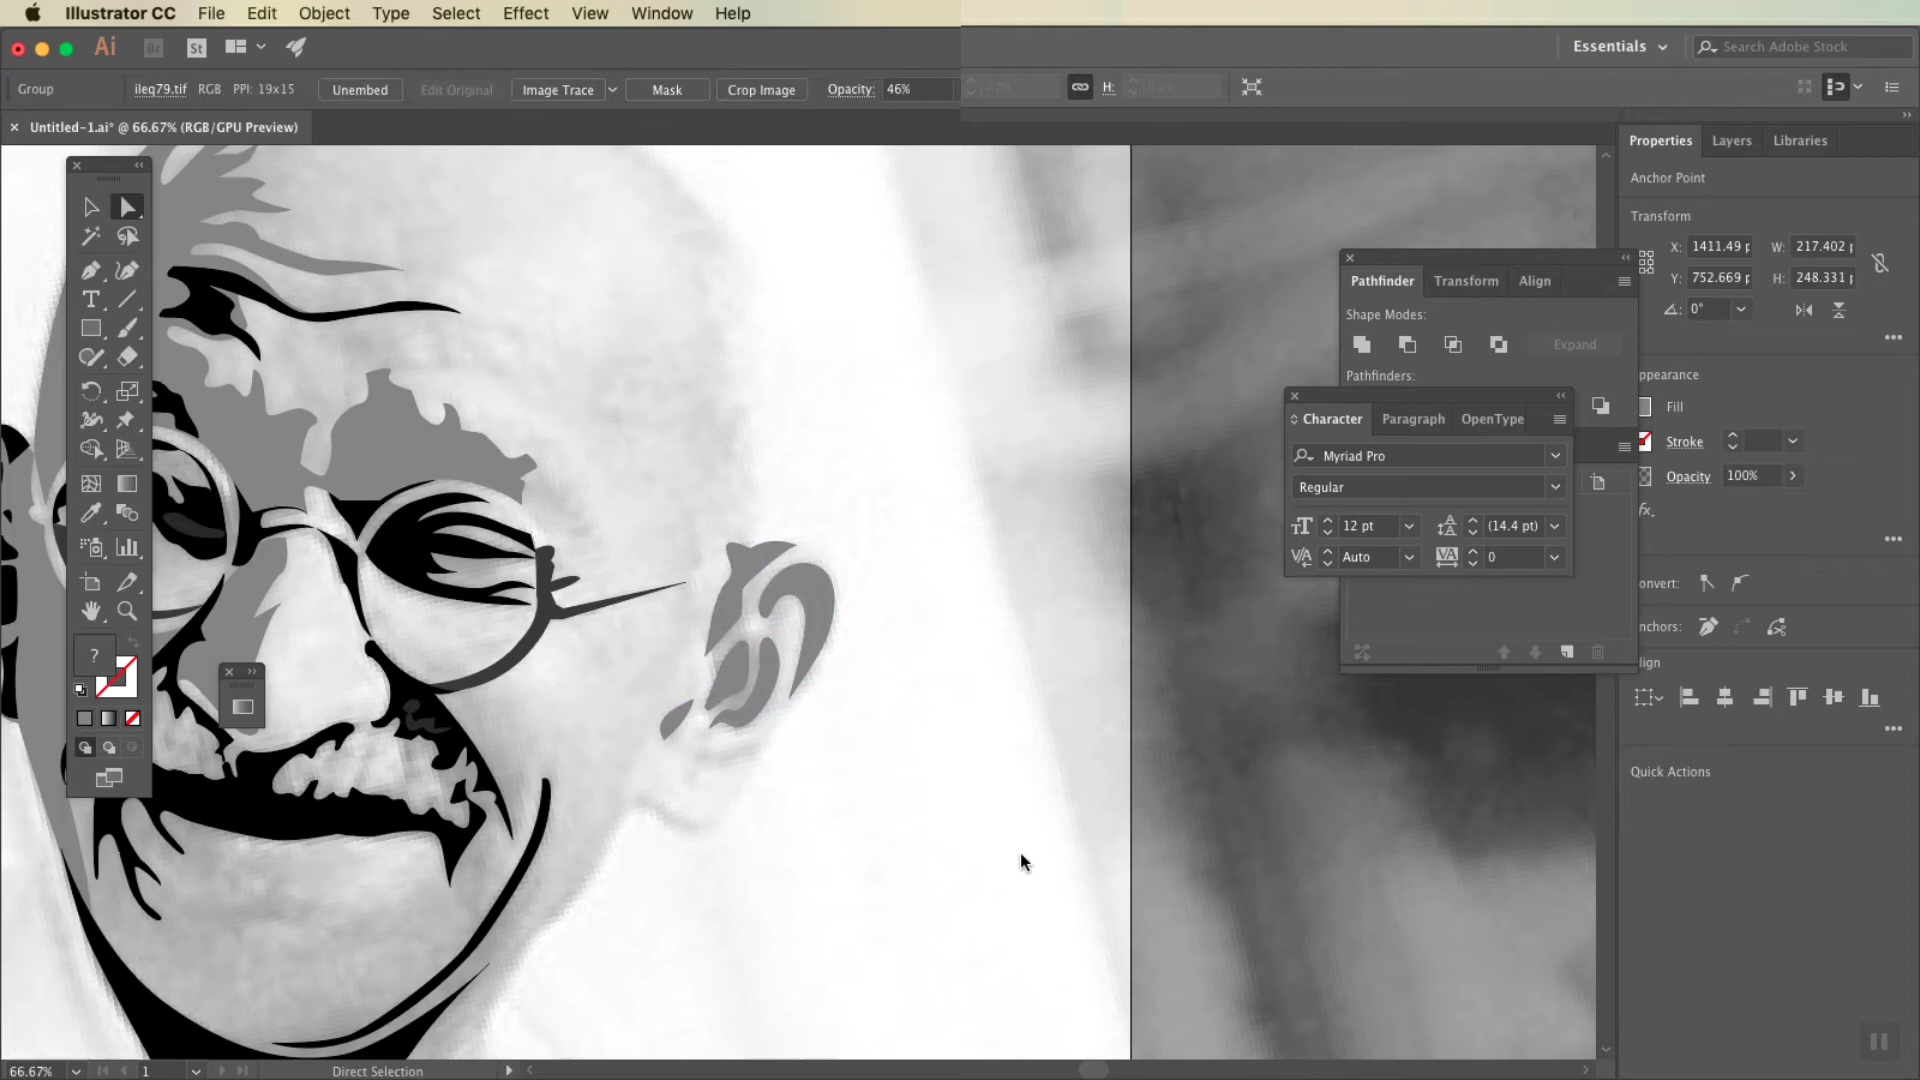 Illustrator CC File Edit Object Type Select Effect View Window Help
Ai Br St Essentials Search Adobe Stock
Group ileq79.tif RGB PPI: 19x15 Unembed Edit Original Image Trace Mask Crop Image Opacity: 46% H:
× Untitled-1.ai* @ 66.67% (RGB/GPU Preview)
Properties Layers Libraries
Anchor Point
Transform
X: 1411.49 p W: 217.402 p
Y: 752.669 p H: 248.331 p
0°
Pathfinder Transform Align
Shape Modes:
Expand
Pathfinders:
ppearance
Fill
Stroke
Opacity 100%
fx.
Character Paragraph OpenType
Myriad Pro
Regular
12 pt (14.4 pt)
Auto 0
onvert:
nchors:
lign
Quick Actions
?
66.67% 1 Direct Selection